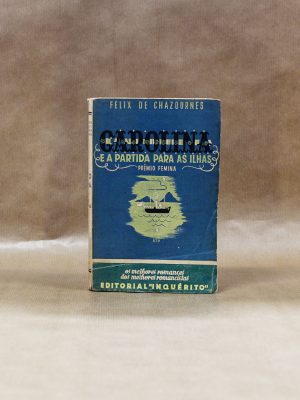 FELIX DE CHAZOURNES
CAROLINA
E A PARTIDA PARA AS ILHAS
PRÉMIO FEMINA
os melhores romances
dos melhores romancistas
EDITORIAL "INQUÉRITO"